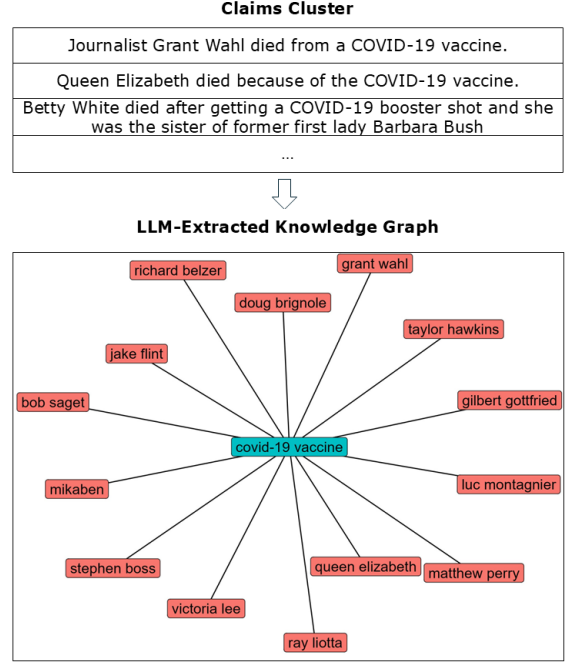 Claims Cluster
Journalist Grant Wahl died from a COVID-19 vaccine.
Queen Elizabeth died because of the COVID-19 vaccine.
Betty White died after getting a COVID-19 booster shot and she
was the sister of former first lady Barbara Bush
...
LLM-Extracted Knowledge Graph
grant wahl
richard belzer
doug brignole
taylor hawkins
jake flint
bob saget
gilbert gottfried
covid-19 vaccine
mikaben
luc montagnier
stephen boss
queen elizabeth
matthew perry
victoria lee
ray liotta